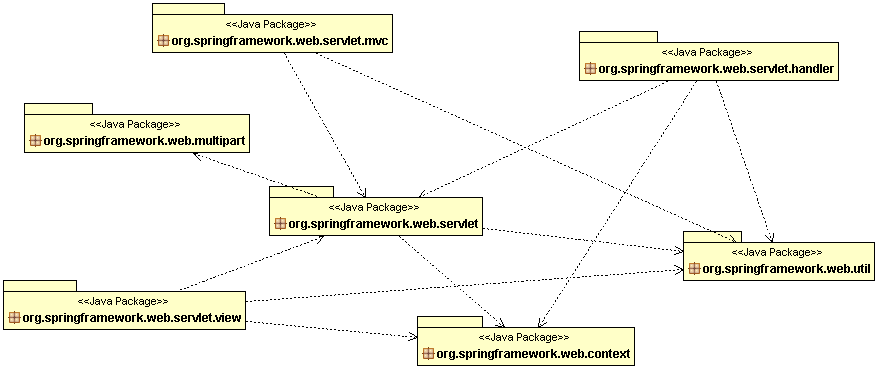 <<Java Package>>
org.springframework.web.servlet.mvc
<<Java Package>>
org.springframework.web.servlet.handler
<<Java Package>>
org.springframework.web.multipart
<<Java Package>>
org.springframework.web.servlet
<<Java Package>>
org.springframework.web.util
<<Java Package>>
org.springframework.web.servlet.view
<<Java Package>>
org.springframework.web.context